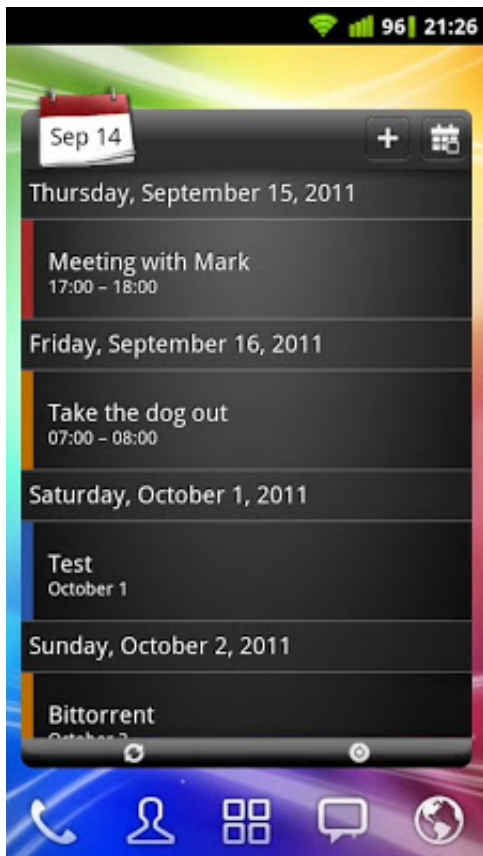 96 21:26
Sep 14
Thursday, September 15, 2011
Meeting with Mark
17:00 – 18:00
Friday, September 16, 2011
Take the dog out
07:00 – 08:00
Saturday, October 1, 2011
Test
October 1
Sunday, October 2, 2011
Bittorrent
October 2